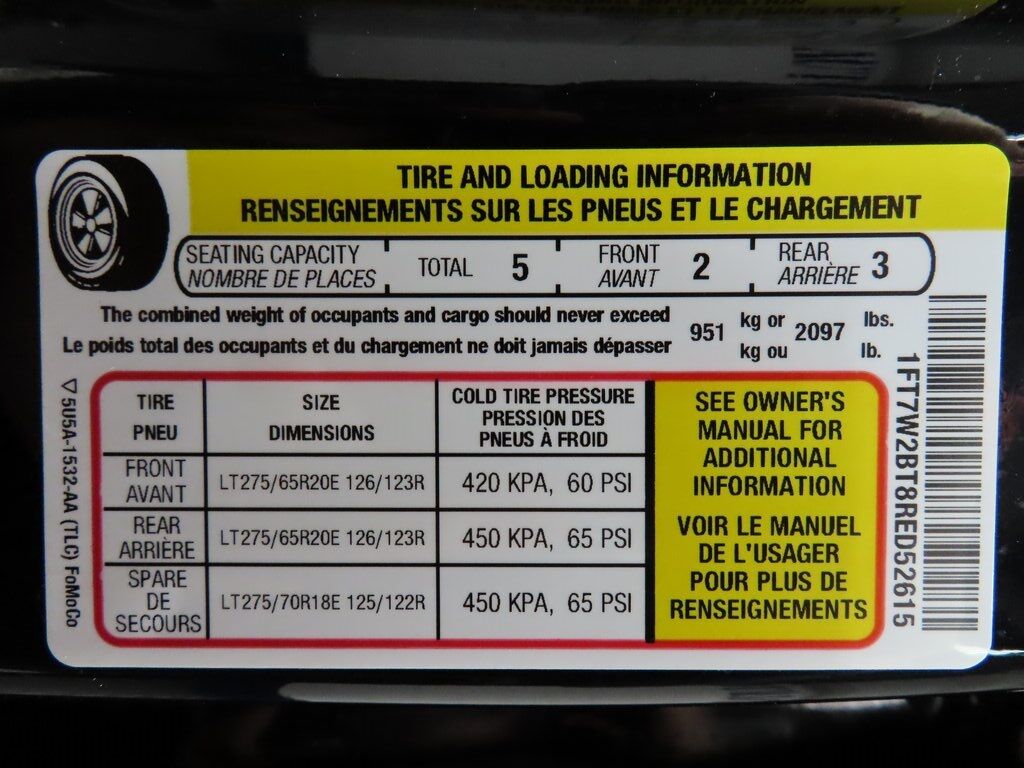 TIRE AND LOADING INFORMATION
RENSEIGNEMENTS SUR LES PNEUS ET LE CHARGEMENT
SEATING CAPACITY
NOMBRE DE PLACES
TOTAL 5
FRONT
AVANT
2
REAR
ARRIÈRE
3
The combined weight of occupants and cargo should never exceed
Le poids total des occupants et du chargement ne doit jamais dépasser
951
kg or
kg ou
2097
lbs.
lb.
TIRE
PNEU
SIZE
DIMENSIONS
COLD TIRE PRESSURE
PRESSION DES
PNEUS À FROID
FRONT
AVANT
LT275/65R20E 126/123R
420 KPA, 60 PSI
REAR
ARRIÈRE
LT275/65R20E 126/123R
450 KPA, 65 PSI
SPARE
DE
SECOURS
LT275/70R18E 125/122R
450 KPA, 65 PSI
SEE OWNER'S
MANUAL FOR
ADDITIONAL
INFORMATION
VOIR LE MANUEL
DE L'USAGER
POUR PLUS DE
RENSEIGNEMENTS
▽ 5U5A-1532-AA (TLC) FoMoCo
1FT7W2BT8RED52615